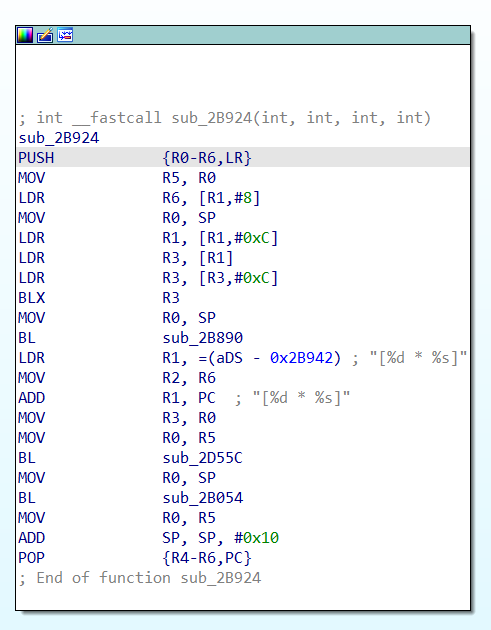 ; int __fastcall sub_2B924(int, int, int, int)
sub_2B924
PUSH {R0-R6,LR}
MOV R5, R0
LDR R6, [R1,#8]
MOV R0, SP
LDR R1, [R1,#0xC]
LDR R3, [R1]
LDR R3, [R3,#0xC]
BLX R3
MOV R0, SP
BL sub_2B890
LDR R1, =(aDS - 0x2B942) ; "[%d * %s]"
MOV R2, R6
ADD R1, PC ; "[%d * %s]"
MOV R3, R0
MOV R0, R5
BL sub_2D55C
MOV R0, SP
BL sub_2B054
MOV R0, R5
ADD SP, SP, #0x10
POP {R4-R6,PC}
; End of function sub_2B924